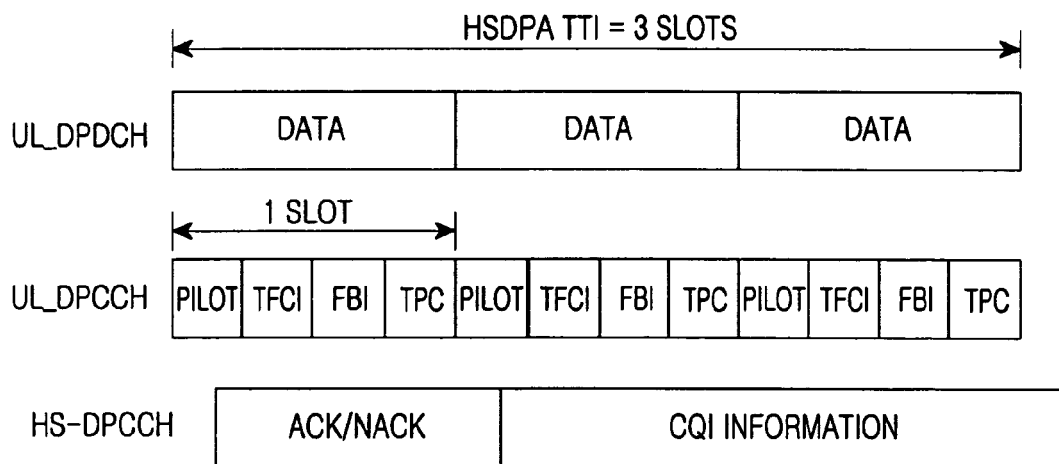 HSDPA TTI = 3 SLOTS
UL_DPDCH DATA DATA DATA
1 SLOT
UL_DPCCH PILOT TFCI FBI TPC PILOT TFCI FBI TPC PILOT TFCI FBI TPC
HS-DPCCH ACK/NACK CQI INFORMATION